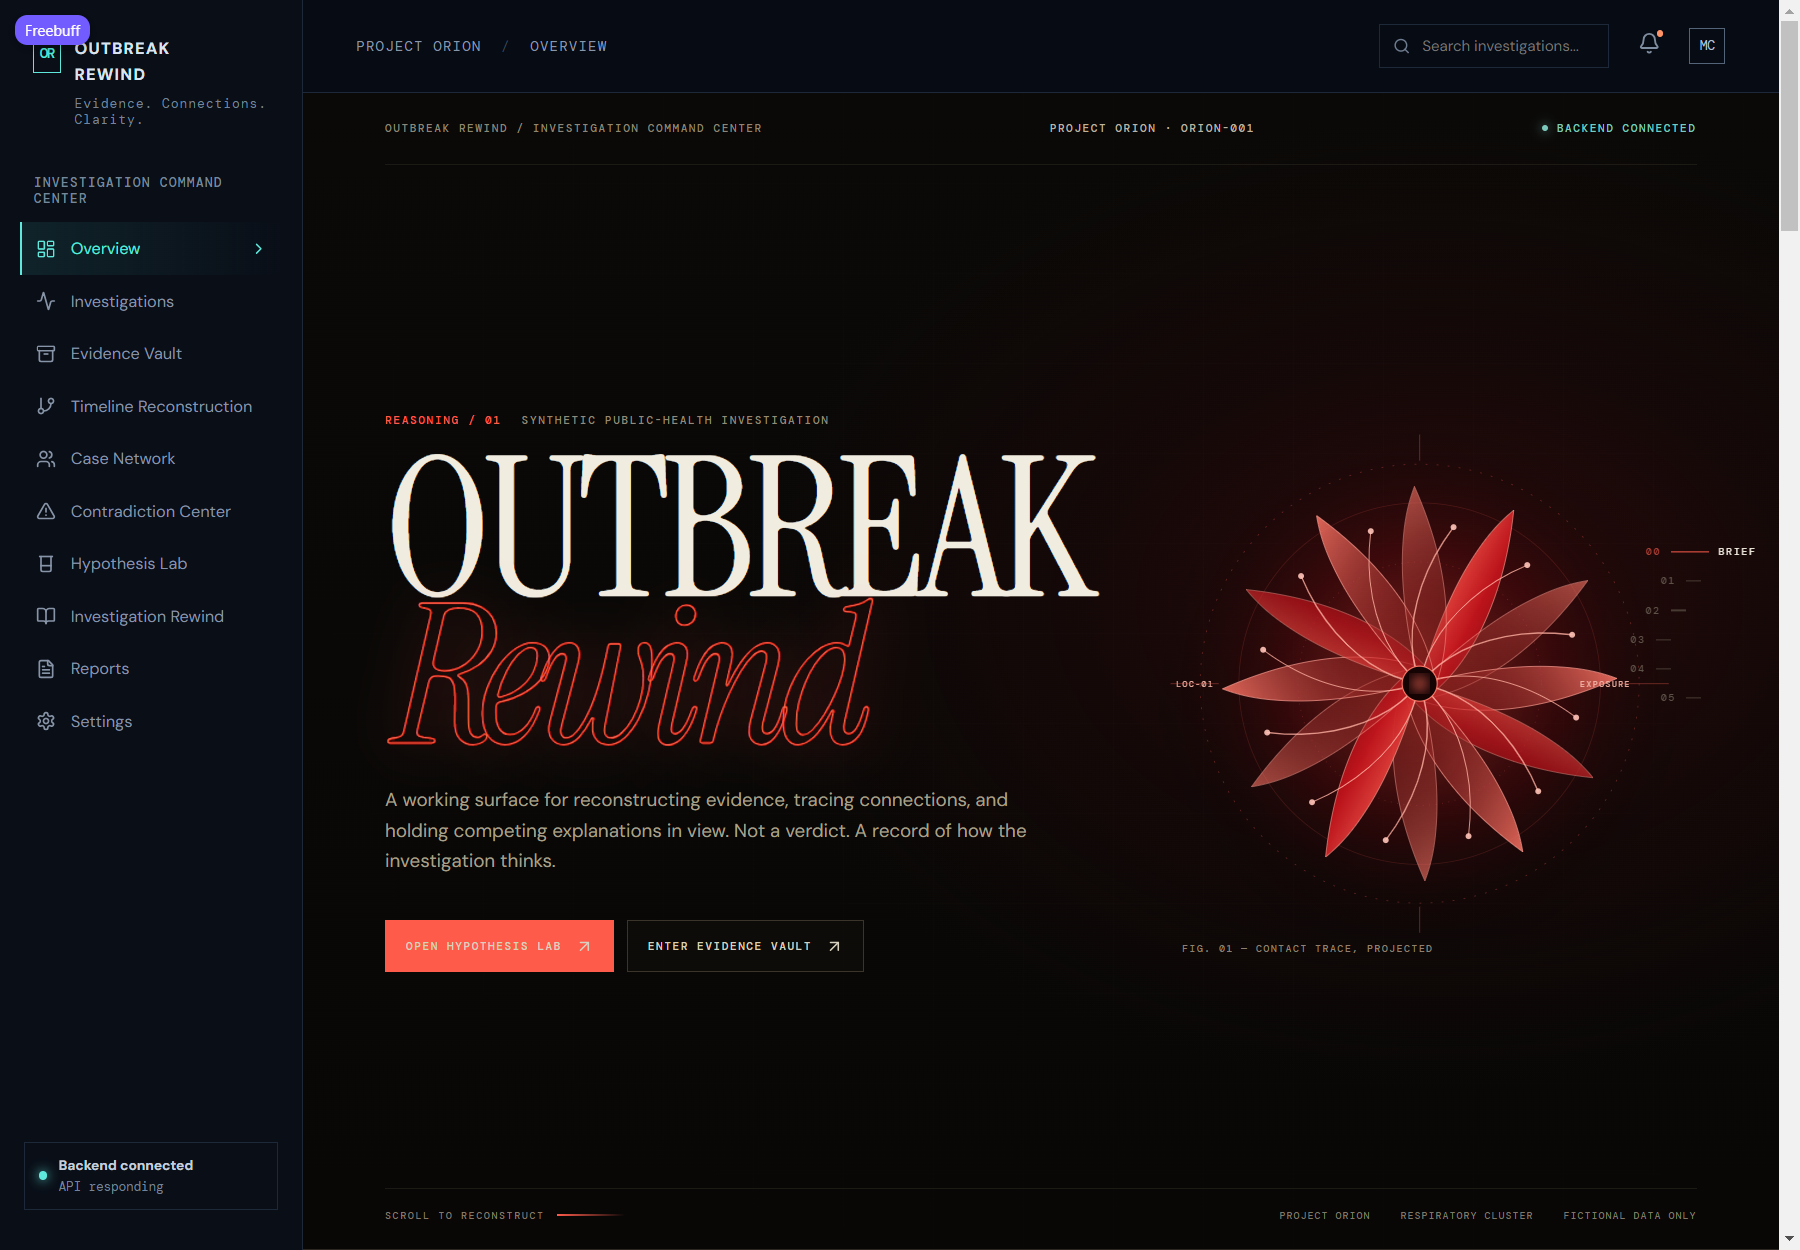 Freebuff
OR
OUTBREAK
REWIND
Evidence. Connections.
Clarity.
INVESTIGATION COMMAND
CENTER
Overview
Investigations
Evidence Vault
Timeline Reconstruction
Case Network
Contradiction Center
Hypothesis Lab
Investigation Rewind
Reports
Settings
Backend connected
API responding
PROJECT ORION / OVERVIEW
Search investigations...
MC
OUTBREAK REWIND / INVESTIGATION COMMAND CENTER
PROJECT ORION · ORION-001
BACKEND CONNECTED
REASONING / 01 SYNTHETIC PUBLIC-HEALTH INVESTIGATION
OUTBREAK
Rewind
A working surface for reconstructing evidence, tracing connections, and
holding competing explanations in view. Not a verdict. A record of how the
investigation thinks.
OPEN HYPOTHESIS LAB
ENTER EVIDENCE VAULT
LOC-01
EXPOSURE
FIG. 01 — CONTACT TRACE, PROJECTED
00 BRIEF
01
02
03
04
05
SCROLL TO RECONSTRUCT
PROJECT ORION
RESPIRATORY CLUSTER
FICTIONAL DATA ONLY